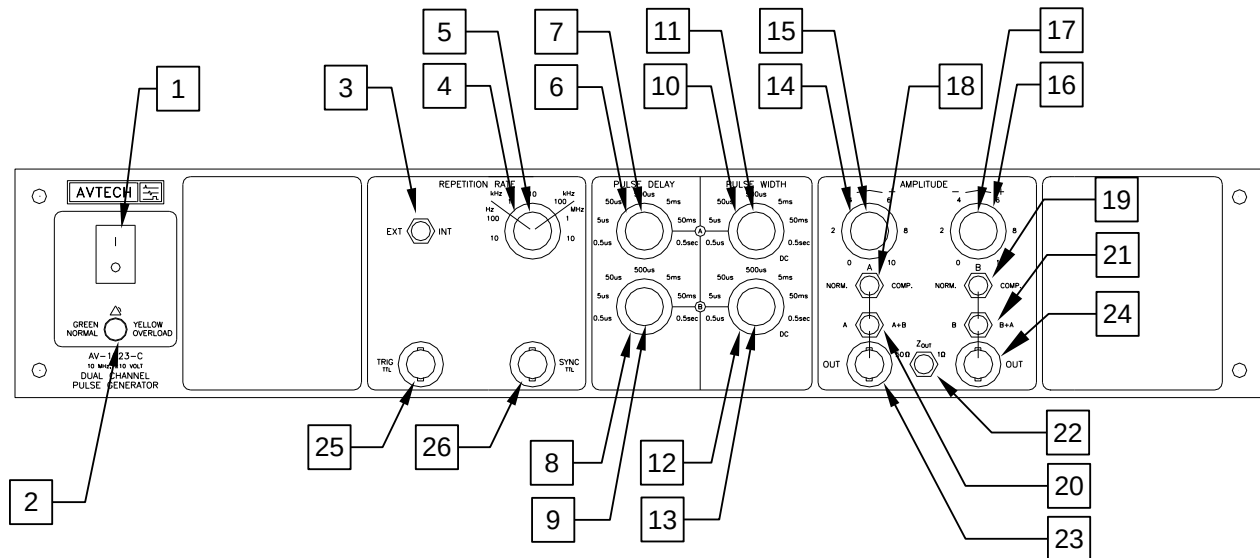 5 7 11 15 17
1 3 4 6 10 14 18 16
AVTECH
REPETITION RATE
PULSE DELAY
PULSE WIDTH
AMPLITUDE
kHz 10 kHz
Hz 100 MHz
100 1
10 10
EXT INT
I
O
GREEN NORMAL
YELLOW OVERLOAD
10 MHz, 10 VOLT
DUAL CHANNEL
PULSE GENERATOR
TRIG
TTL
SYNC
TTL
50us 5ms
5us 50ms
0.5us 0.5sec
A
500us
50us 5ms
5us 50ms
0.5us 0.5sec
B
50us 5ms
5us 50ms
0.5us 0.5sec
DC
500us
50us 5ms
5us 50ms
0.5us 0.5sec
DC
− +
6
2 8
0 10
A
NORM. COMP.
A A+B
OUT
− +
4
2 8
0
B
NORM. COMP.
B B+A
OUT
ZOUT
1Ω
19
21
24
2
25 26
8
9
12
13
22
20
23